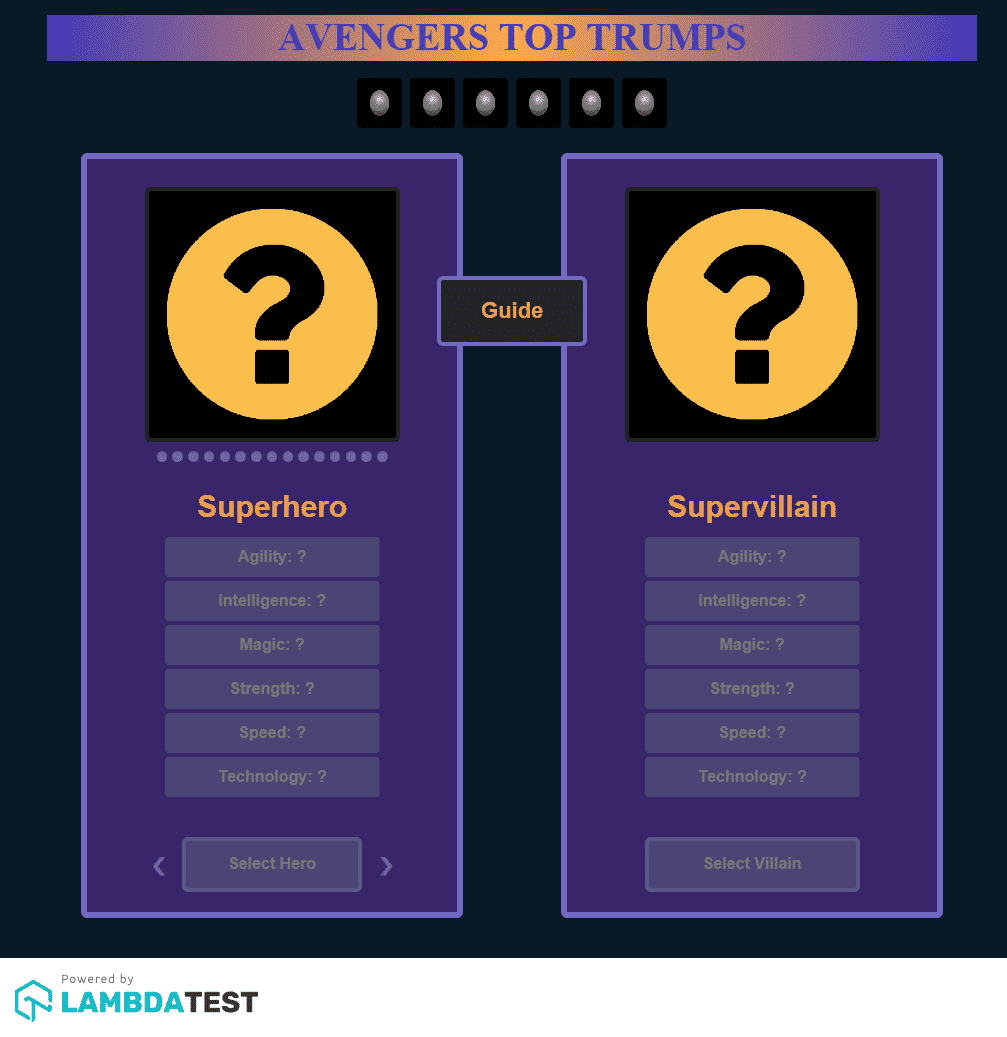 AVENGERS TOP TRUMPS
?
?
Guide
Superhero
Agility: ?
Intelligence: ?
Magic: ?
Strength: ?
Speed: ?
Technology: ?
❮
Select Hero
❯
Supervillain
Agility: ?
Intelligence: ?
Magic: ?
Strength: ?
Speed: ?
Technology: ?
Select Villain
Powered by
LAMBDATEST